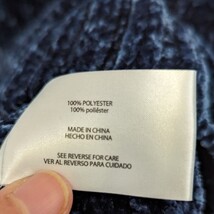 100% POLYESTER
100% poliéster
MADE IN CHINA
HECHO EN CHINA
SEE REVERSE FOR CARE
VER AL REVERSO PARA CUIDADO